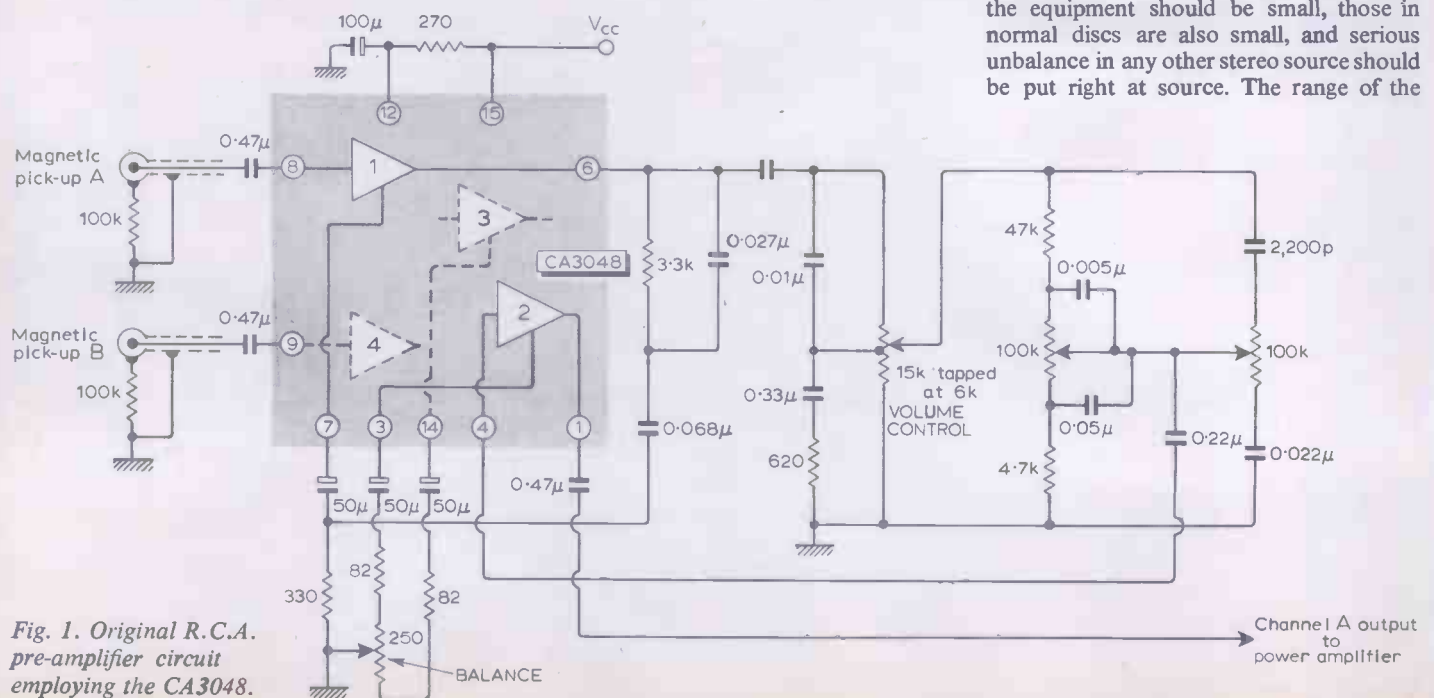 the equipment should be small, those in
normal discs are also small, and serious
unbalance in any other stereo source should
be put right at source. The range of the
100μ
270
VCC
12
15
Magnetic
pick-up A
0·47μ
8
1
6
100k
3
CA3048
2
Magnetic
pick-up B
0·47μ
9
4
100k
7
3
14
4
1
3.3k
0·027μ
0·068μ
0·01μ
0·33μ
620
15k tapped
at 6k
VOLUME
CONTROL
47k
0·005μ
100k
0·05μ
4·7k
0·22μ
2,200p
100k
0·022μ
50μ
50μ
50μ
0·47μ
330
82
82
250
BALANCE
Channel A output
to
power amplifier
Fig. 1. Original R.C.A.
pre-amplifier circuit
employing the CA3048.